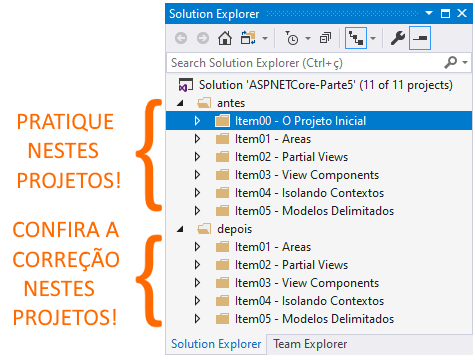 Solution Explorer
Search Solution Explorer (Ctrl+ç)
Solution 'ASPNETCore-Parte5' (11 of 11 projects)
antes
Item00 - O Projeto Inicial
Item01 - Areas
Item02 - Partial Views
Item03 - View Components
Item04 - Isolando Contextos
Item05 - Modelos Delimitados
depois
Item01 - Areas
Item02 - Partial Views
Item03 - View Components
Item04 - Isolando Contextos
Item05 - Modelos Delimitados
Solution Explorer Team Explorer
PRATIQUE
NESTES
PROJETOS!
CONFIRA A
CORREÇÃO
NESTES
PROJETOS!